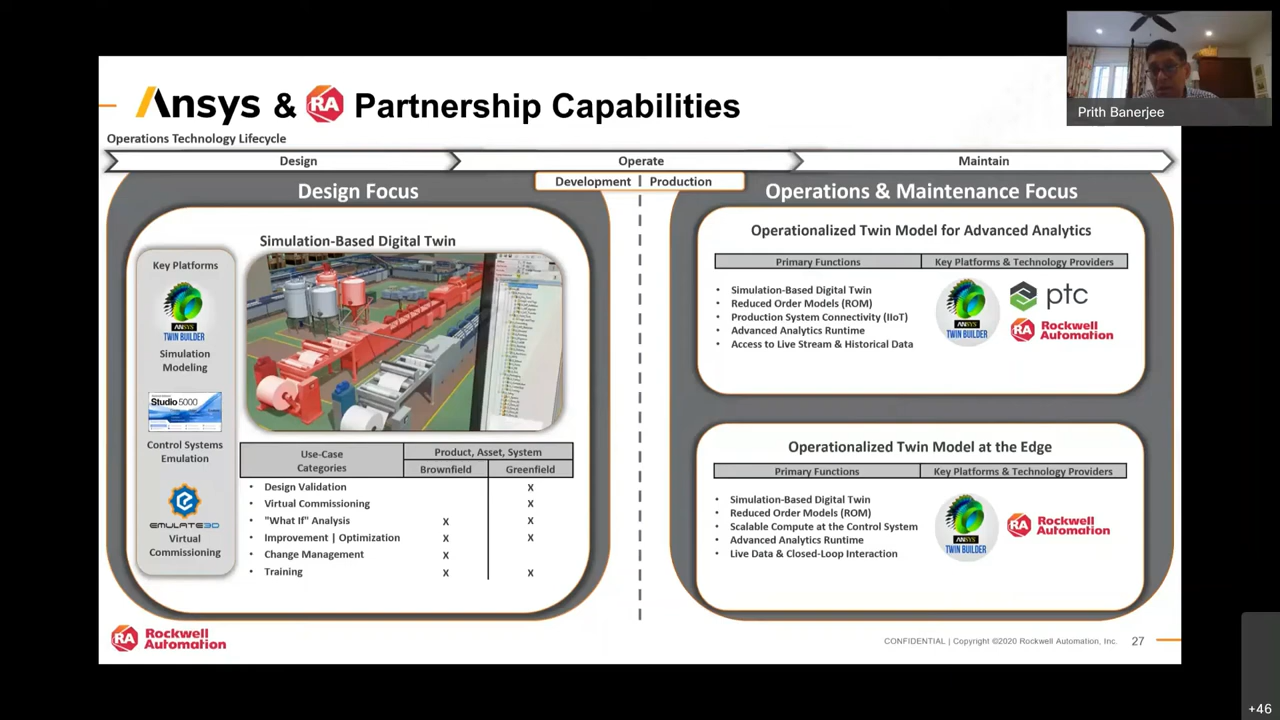 Ansys & RA Partnership Capabilities
Prith Banerjee
Operations Technology Lifecycle
Design
Operate
Maintain
Development | Production
Design Focus
Simulation-Based Digital Twin
Key Platforms
ANSYS
TWIN BUILDER
Simulation
Modeling
Studio 5000
Control Systems
Emulation
EMULATE3D
Virtual
Commissioning
Use-Case
Categories
Product, Asset, System
Brownfield
Greenfield
• Design Validation X
• Virtual Commissioning X
• "What If" Analysis X X
• Improvement | Optimization X X
• Change Management X
• Training X X
Operations & Maintenance Focus
Operationalized Twin Model for Advanced Analytics
Primary Functions
Key Platforms & Technology Providers
• Simulation-Based Digital Twin
• Reduced Order Models (ROM)
• Production System Connectivity (IIoT)
• Advanced Analytics Runtime
• Access to Live Stream & Historical Data
ANSYS
TWIN BUILDER
ptc
RA Rockwell
Automation
Operationalized Twin Model at the Edge
Primary Functions
Key Platforms & Technology Providers
• Simulation-Based Digital Twin
• Reduced Order Models (ROM)
• Scalable Compute at the Control System
• Advanced Analytics Runtime
• Live Data & Closed-Loop Interaction
ANSYS
TWIN BUILDER
RA Rockwell
Automation
RA Rockwell
Automation
CONFIDENTIAL | Copyright ©2020 Rockwell Automation, Inc. 27
+46